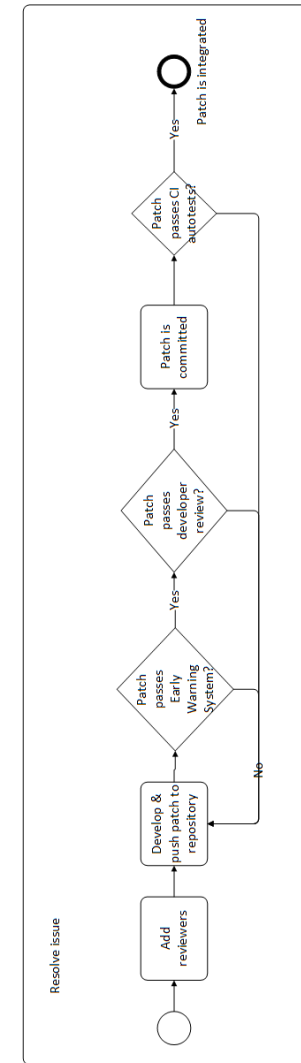 Resolve issue
Add
reviewers
Develop &
push patch to
repository
Patch
passes
Early
Warning
System?
Yes
Patch
passes
developer
review?
Yes
Patch is
committed
Patch
passes CI
autotests?
Yes
Patch is integrated
No